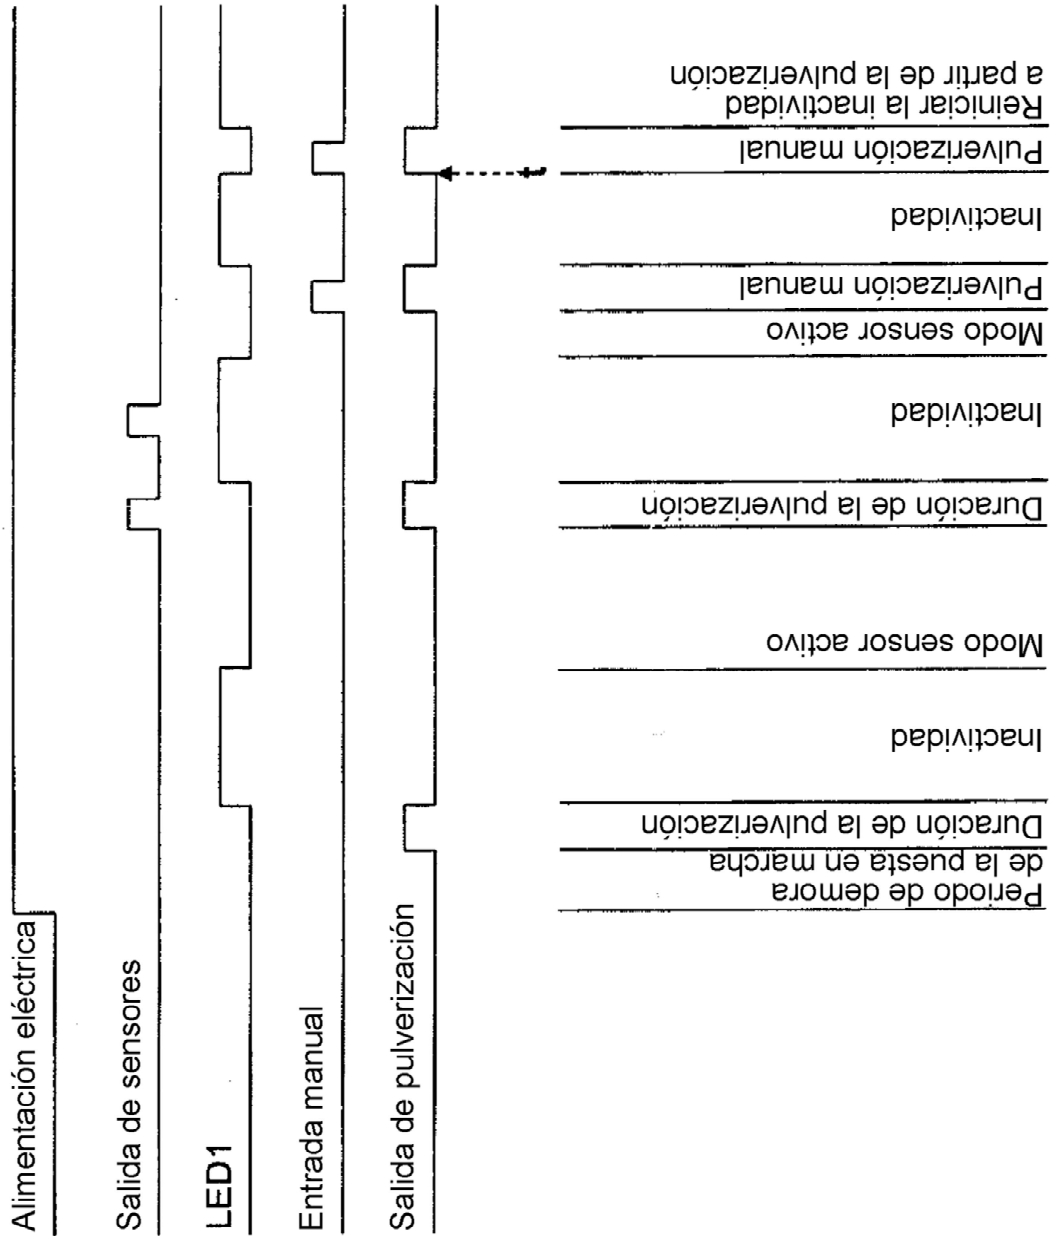 Alimentación eléctrica
Salida de sensores
LED1
Entrada manual
Salida de pulverización
Periodo de demora
de la puesta en marcha
Duración de la pulverización
Inactividad
Modo sensor activo
Duración de la pulverización
Inactividad
Modo sensor activo
Pulverización manual
Inactividad
Pulverización manual
Reiniciar la inactividad
a partir de la pulverización